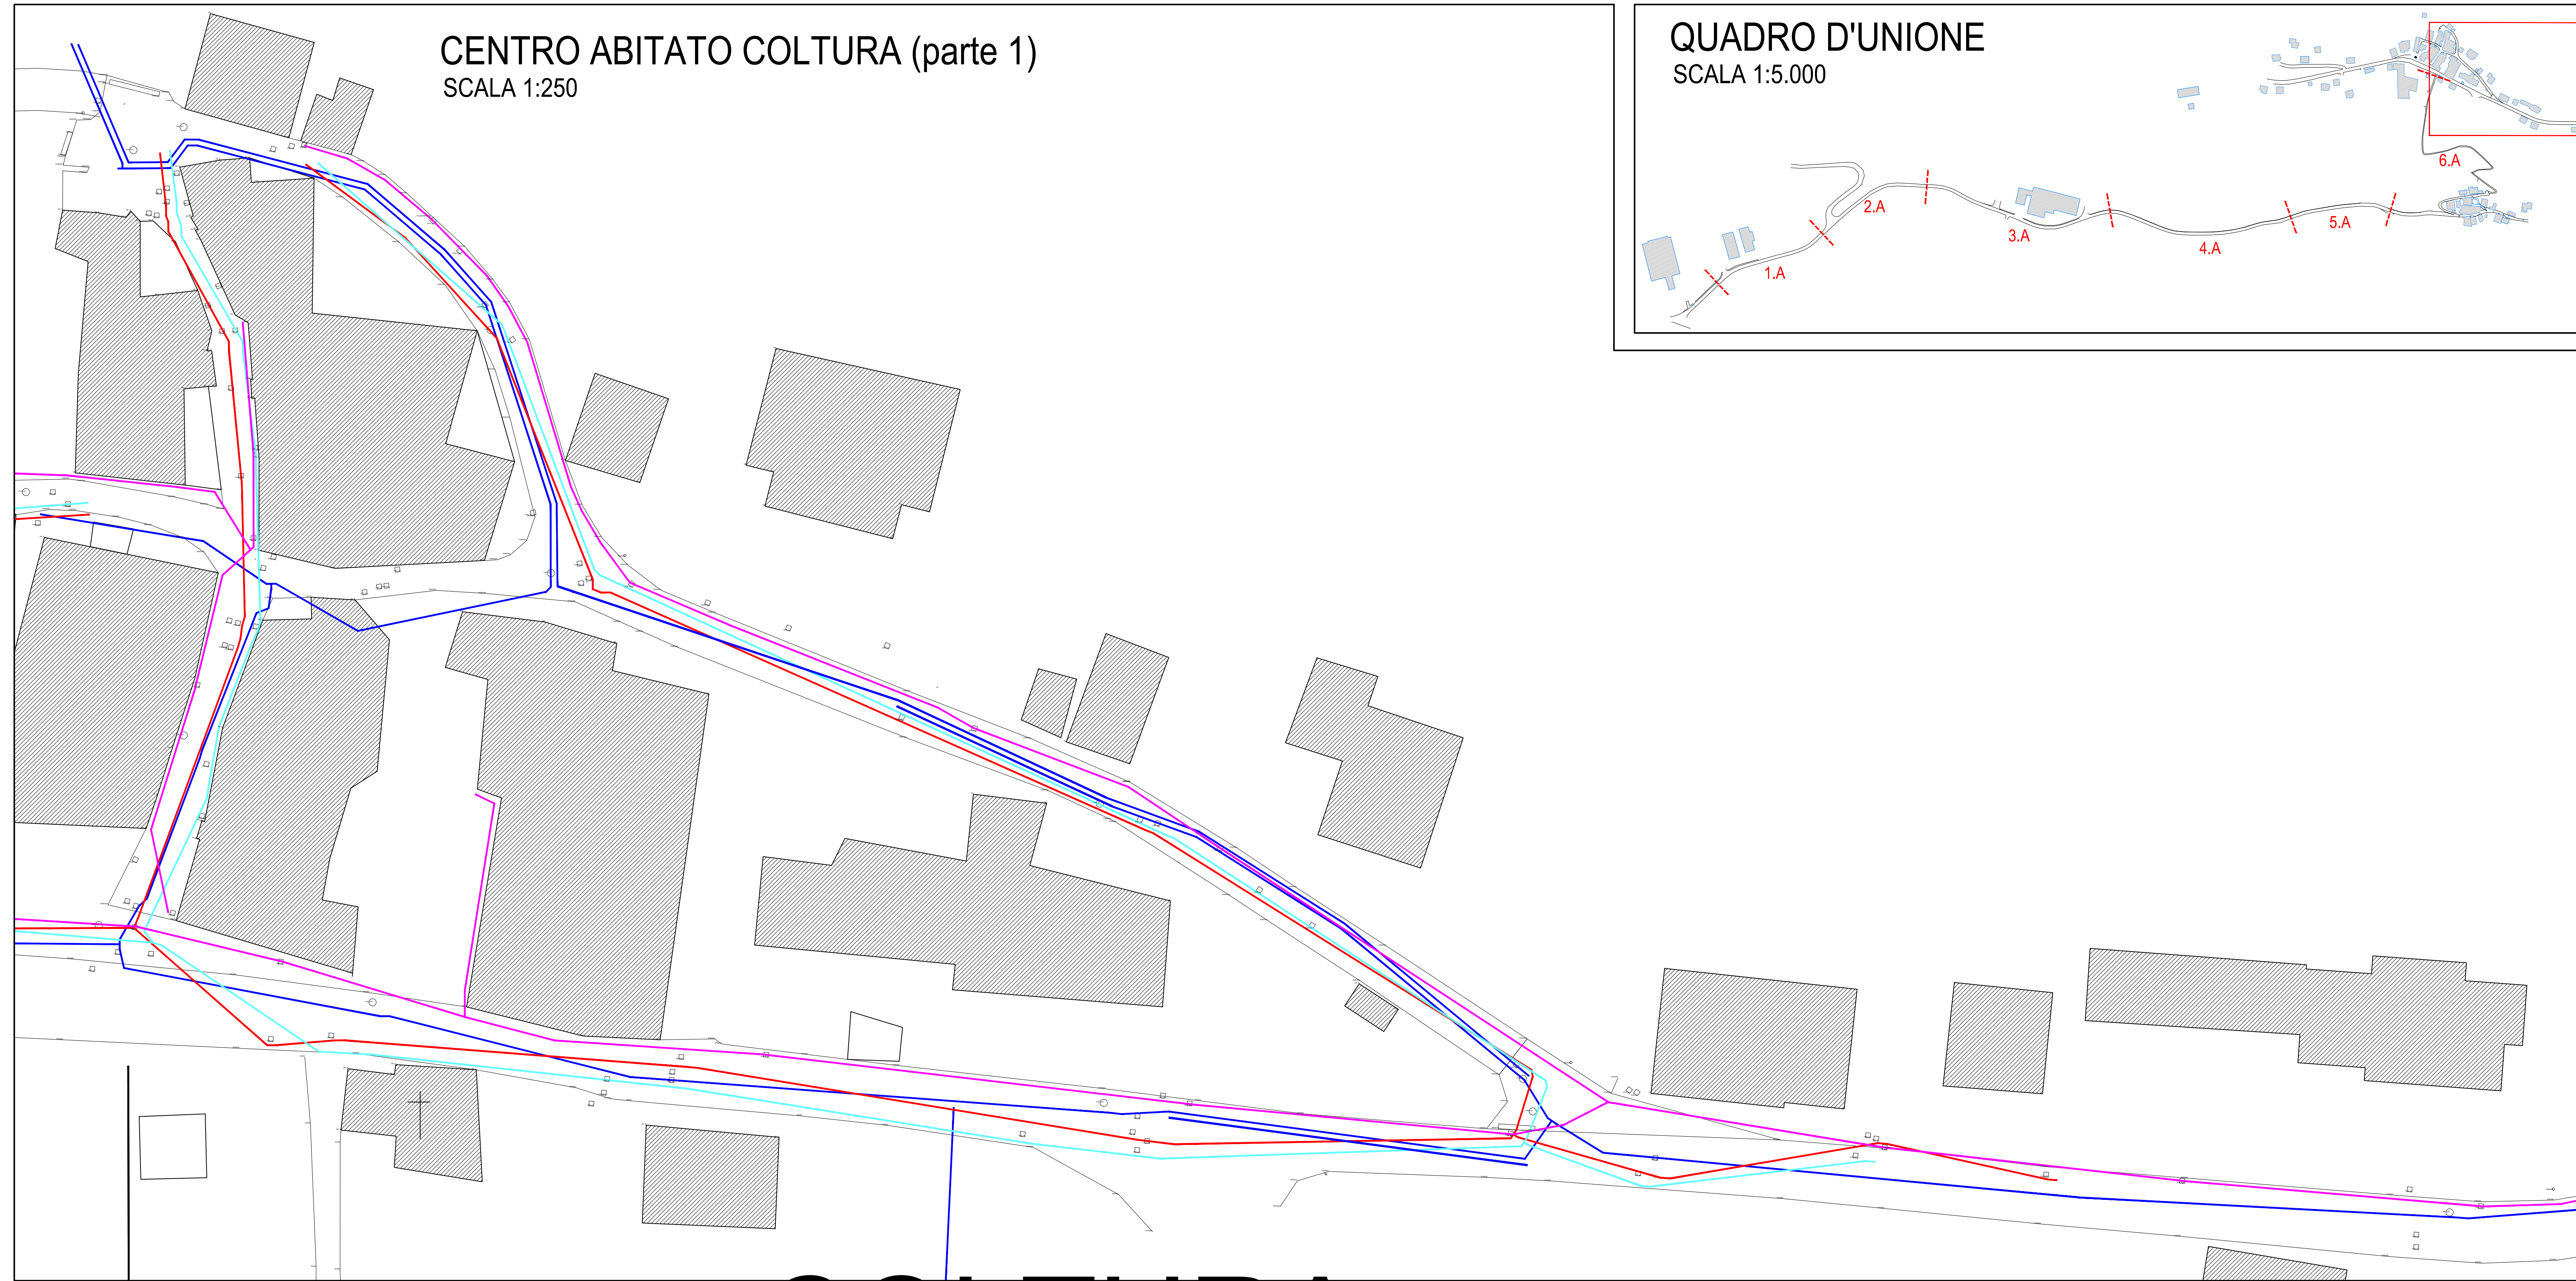 CENTRO ABITATO COLTURA (parte 1)
SCALA 1:250
QUADRO D'UNIONE
SCALA 1:5.000
6.A
2.A
3.A
5.A
4.A
1.A